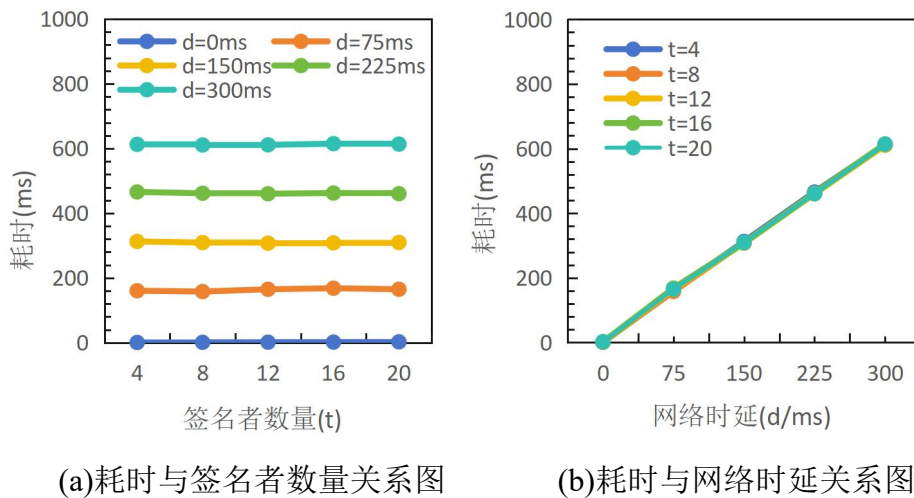 1000
800
600
400
200
0
耗时(ms)
d=0ms d=75ms
d=150ms d=225ms
d=300ms
4 8 12 16 20
签名者数量(t)
(a)耗时与签名者数量关系图
1000
800
600
400
200
0
耗时(ms)
t=4
t=8
t=12
t=16
t=20
0 75 150 225 300
网络时延(d/ms)
(b)耗时与网络时延关系图